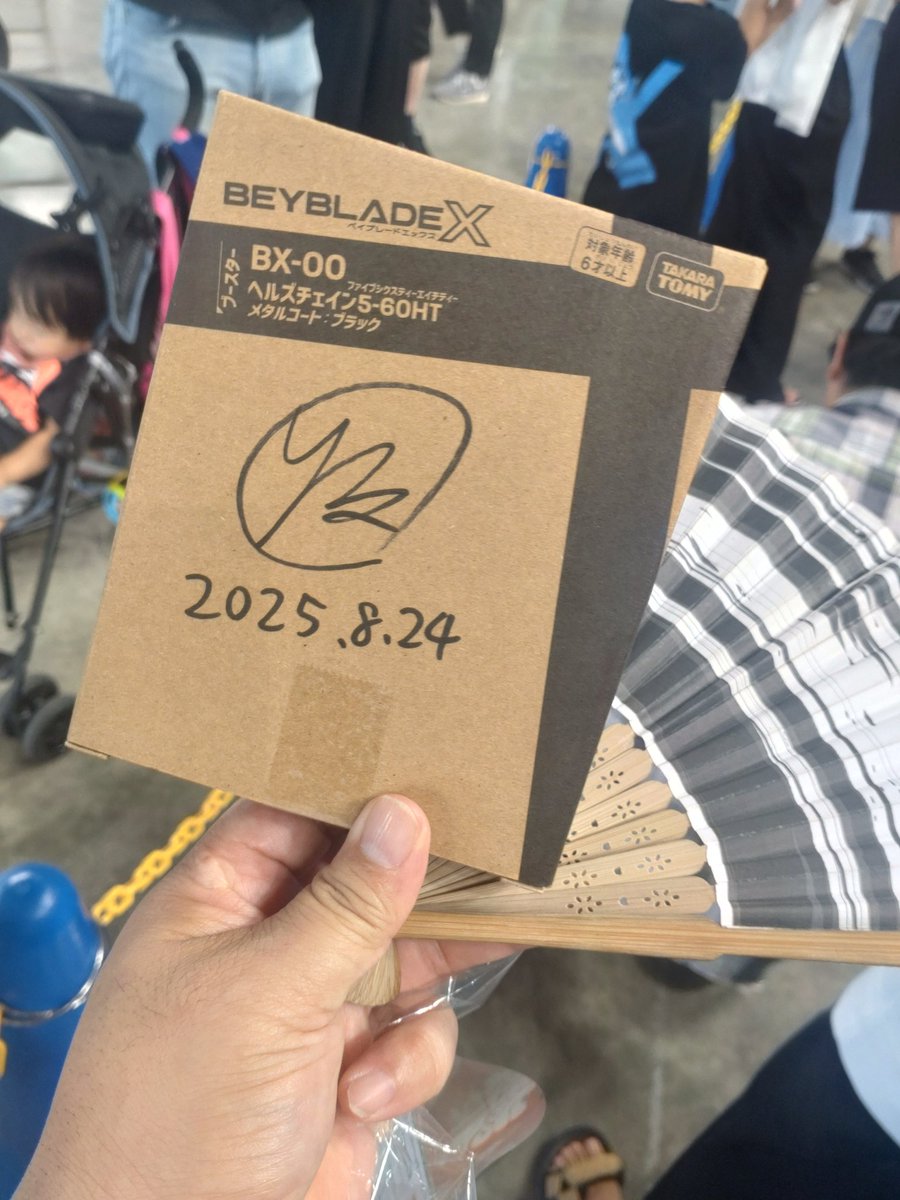 BEYBLADE X
ベイブレードエックス
対象年齢
6才以上
TAKARA
TOMY
ブースター
BX-00
ファイブシックスティーエイチティー
ヘルズチェイン5-60HT
メタルコート:ブラック
2025.8.24